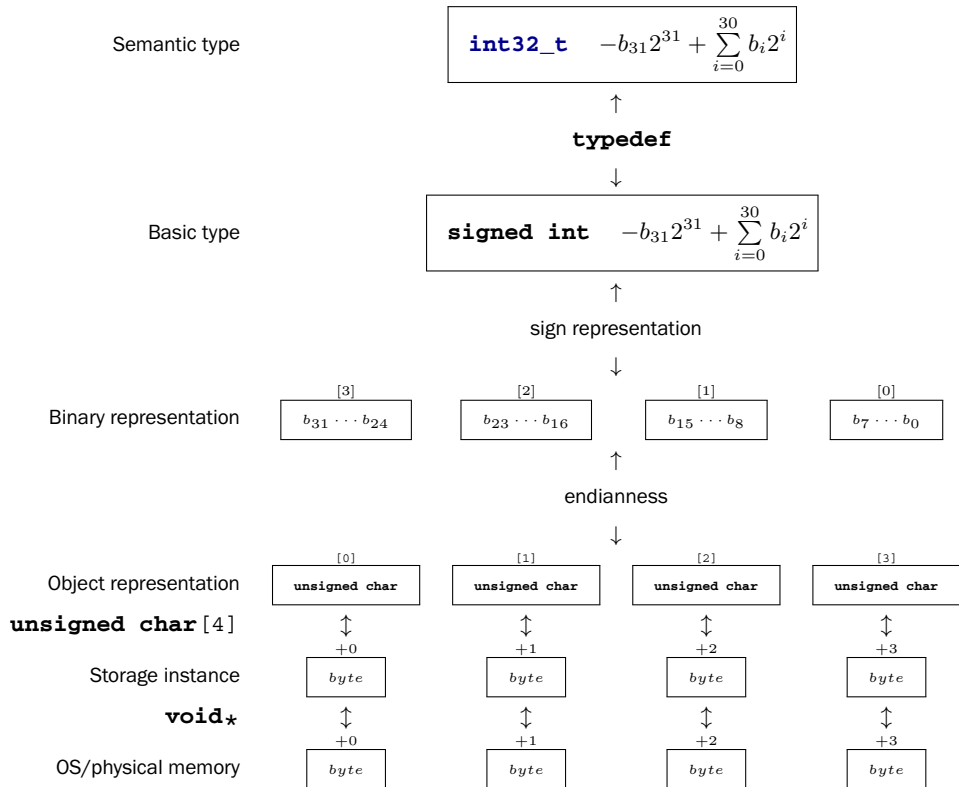 Semantic type int32_t −b₃₁2³¹ + ∑_{i=0}^{30} b_i2^i
↑
typedef
↓
Basic type signed int −b₃₁2³¹ + ∑_{i=0}^{30} b_i2^i
↑
sign representation
↓
[3] [2] [1] [0]
Binary representation b₃₁ ··· b₂₄ b₂₃ ··· b₁₆ b₁₅ ··· b₈ b₇ ··· b₀
↑
endianness
↓
[0] [1] [2] [3]
Object representation unsigned char unsigned char unsigned char unsigned char
unsigned char[4] ↕ ↕ ↕ ↕
+0 +1 +2 +3
Storage instance byte byte byte byte
void* ↕ ↕ ↕ ↕
+0 +1 +2 +3
OS/physical memory byte byte byte byte